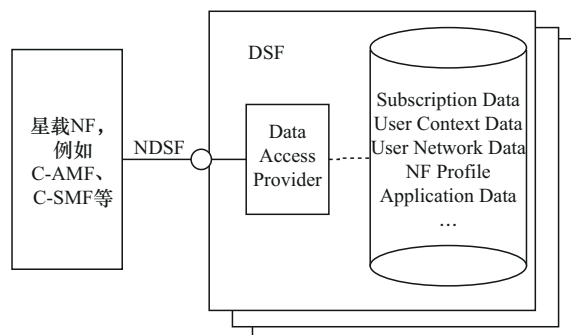 星载NF，
例如
C-AMF、
C-SMF等
NDSF
DSF
Data
Access
Provider
Subscription Data
User Context Data
User Network Data
NF Profile
Application Data
…